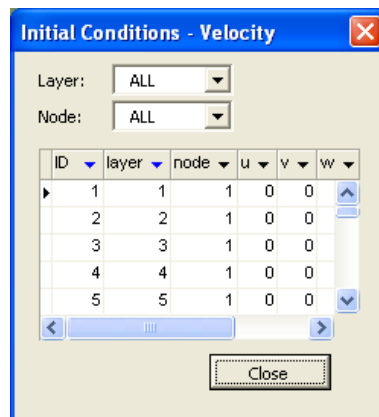 Initial Conditions - Velocity
Layer: ALL
Node: ALL
ID layer node u v w
1 1 1 0 0
2 2 1 0 0
3 3 1 0 0
4 4 1 0 0
5 5 1 0 0
Close